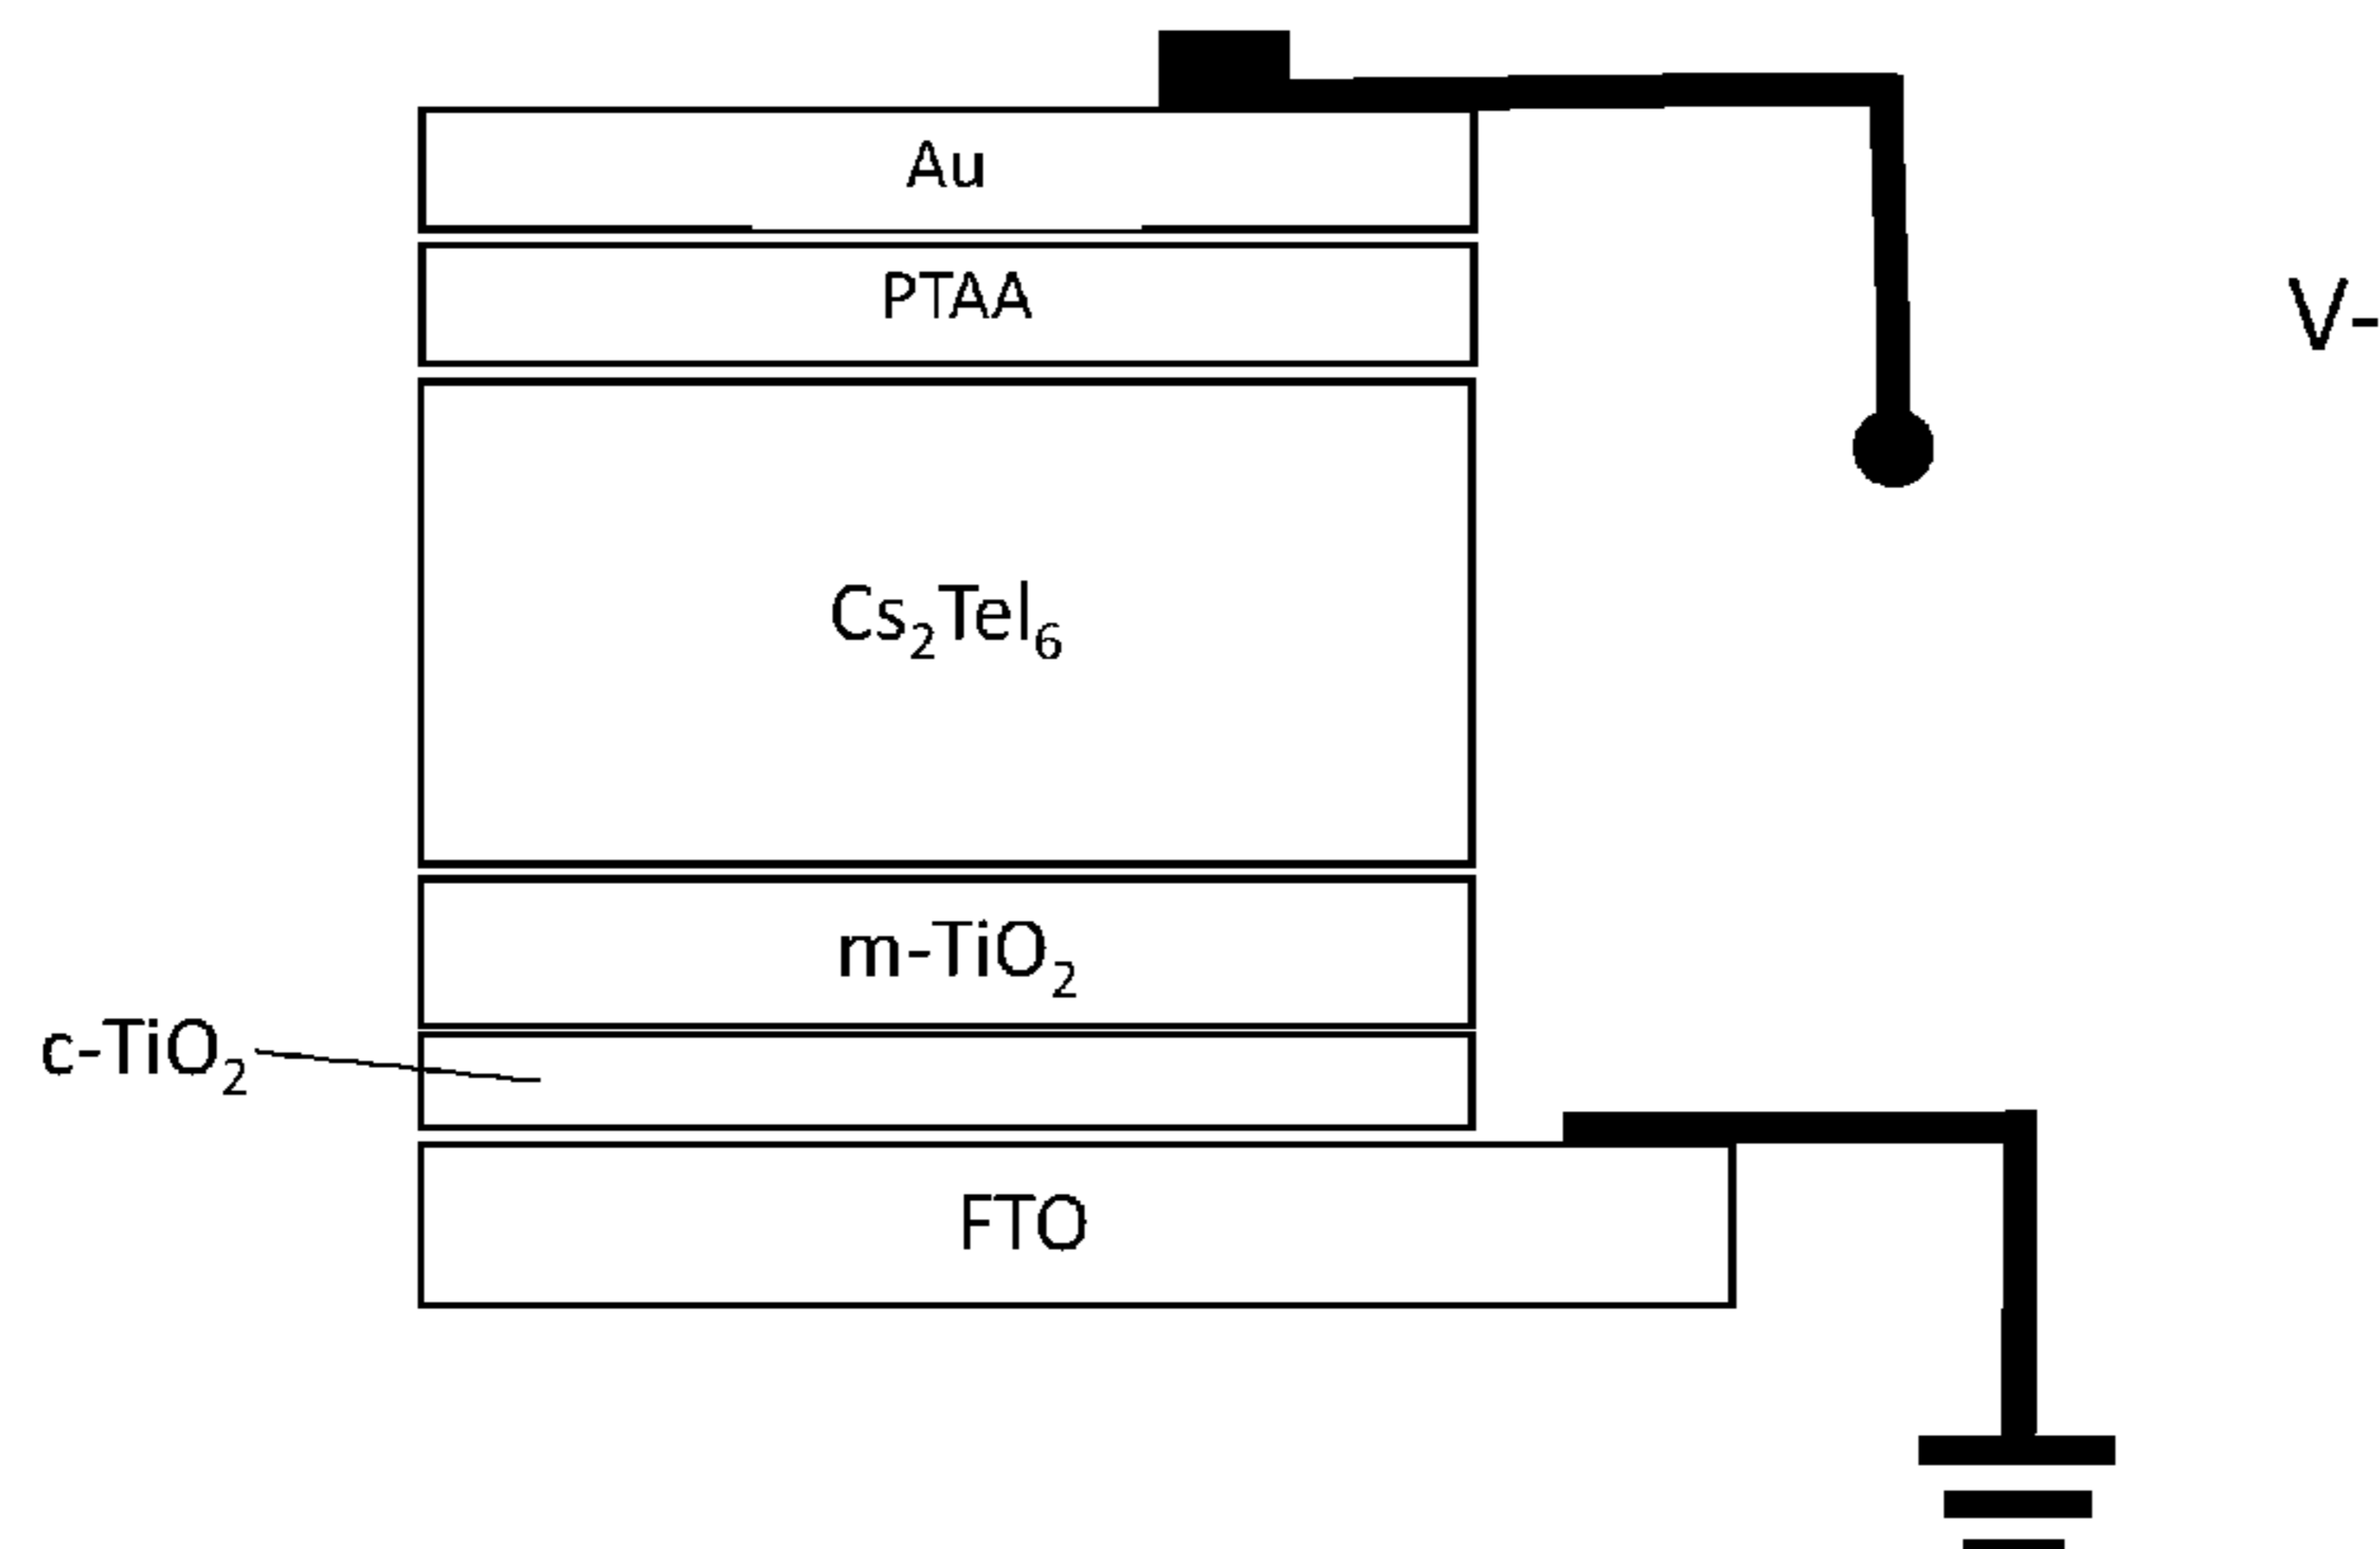 Au
PTAA
V-
Cs₂TeI₆
m-TiO₂
c-TiO₂
FTO